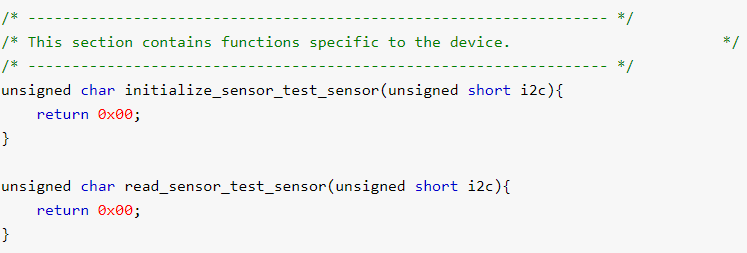 /* ------------------------------------------------------------------ */
/* This section contains functions specific to the device.                        */
/* ------------------------------------------------------------------ */
unsigned char initialize_sensor_test_sensor(unsigned short i2c){
    return 0x00;
}

unsigned char read_sensor_test_sensor(unsigned short i2c){
    return 0x00;
}